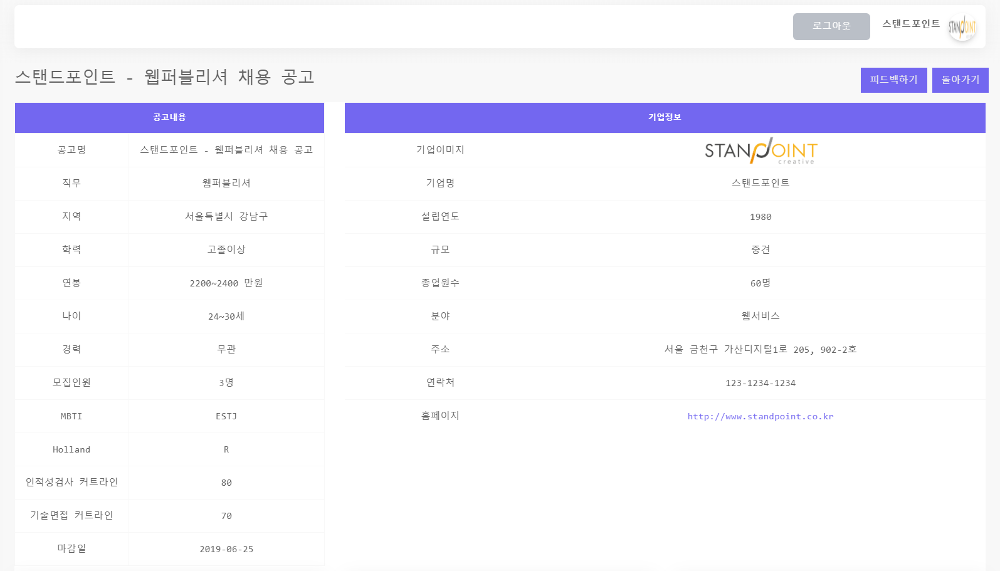 로그아웃 스탠드포인트 STANDPOINT
스탠드포인트 - 웹퍼블리셔 채용 공고
피드백하기 돌아가기
공고내용
공고명 스탠드포인트 - 웹퍼블리셔 채용 공고
직무 웹퍼블리셔
지역 서울특별시 강남구
학력 고졸이상
연봉 2200~2400 만원
나이 24~30세
경력 무관
모집인원 3명
MBTI ESTJ
Holland R
인적성검사 커트라인 80
기술면접 커트라인 70
마감일 2019-06-25
기업정보
기업이미지 STANDPOINT
creative
기업명 스탠드포인트
설립연도 1980
규모 중견
종업원수 60명
분야 웹서비스
주소 서울 금천구 가산디지털1로 205, 902-2호
연락처 123-1234-1234
홈페이지 http://www.standpoint.co.kr